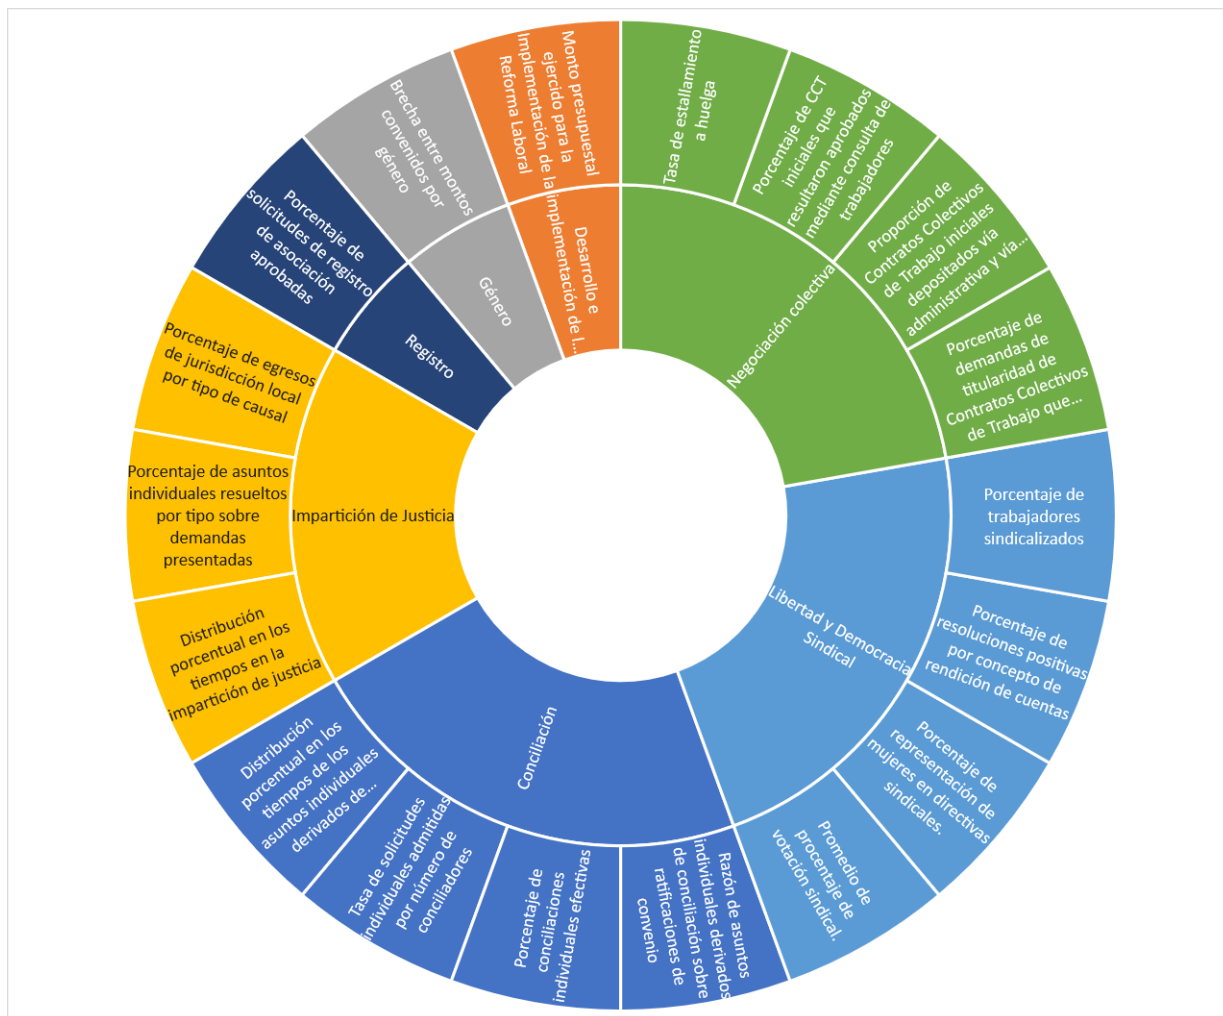 Tasa de estallamiento
a huelga
Porcentaje de CCT
iniciales que
resultaron aprobados
mediante consulta de
trabajadores
Proporción de
Contratos Colectivos
de Trabajo iniciales
depositados vía
administrativa y vía...
Porcentaje de
demandas de
titularidad de
Contratos Colectivos
de Trabajo que...
Negociación colectiva
Porcentaje de
trabajadores
sindicalizados
Porcentaje de
resoluciones positivas
por concepto de
rendición de cuentas
Porcentaje de
representación de
mujeres en directivas
sindicales.
Promedio de
procentaje de
votación sindical.
Libertad y Democracia
Sindical
Razón de asuntos
individuales derivados
de conciliación sobre
ratificaciones de
convenio
Porcentaje de
conciliaciones
individuales efectivas
Tasa de solicitudes
individuales admitidas
por número de
conciliadores
Distribución
porcentual en los
tiempos de los
asuntos individuales
derivados de...
Conciliación
Distribución
porcentual en los
tiempos en la
impartición de justicia
Porcentaje de asuntos
individuales resueltos
por tipo sobre
demandas
presentadas
Porcentaje de egresos
de jurisdicción local
por tipo de causal
Impartición de Justicia
Porcentaje de
solicitudes de registro
de asociación
aprobadas
Registro
Brecha entre montos
convenidos por
género
Género
Monto presupuestal
ejercido para la
Implementación de la
Reforma Laboral
Desarrollo e
implementación de l...